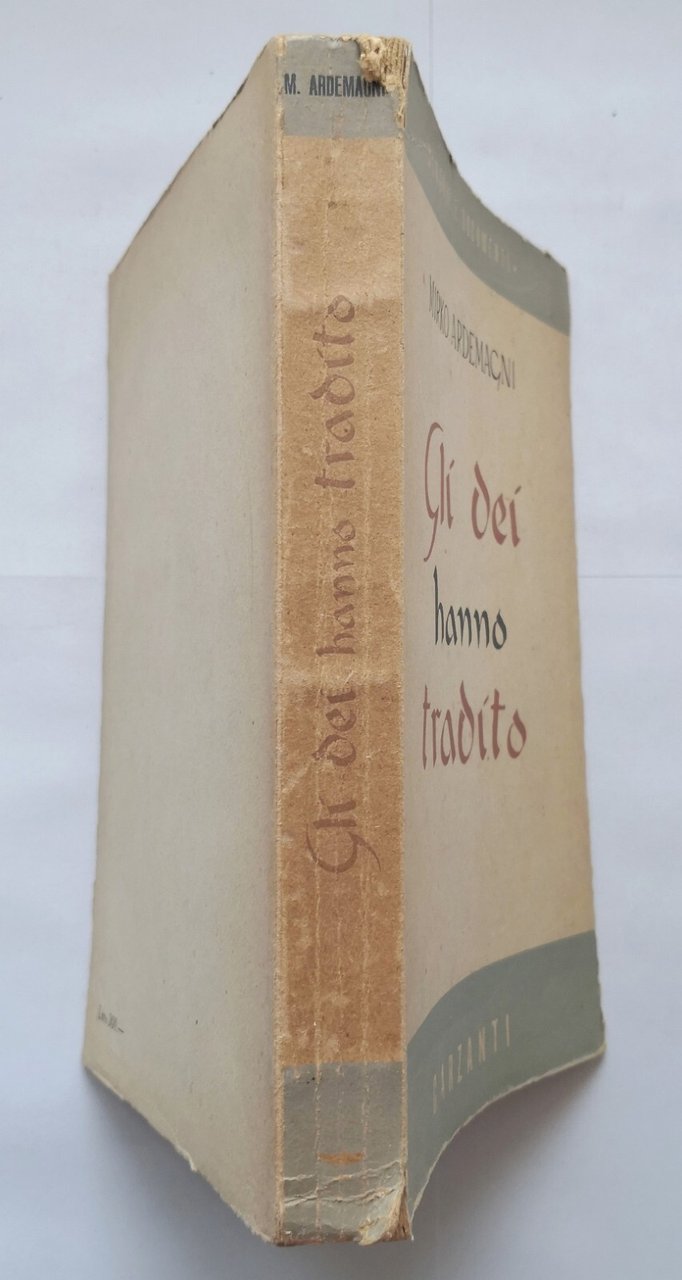 M. ARDEMAGNI
Gli dei hanno tradito
MIRKO ARDEMAGNI
Gli dei
hanno
tradito
GARZANTI